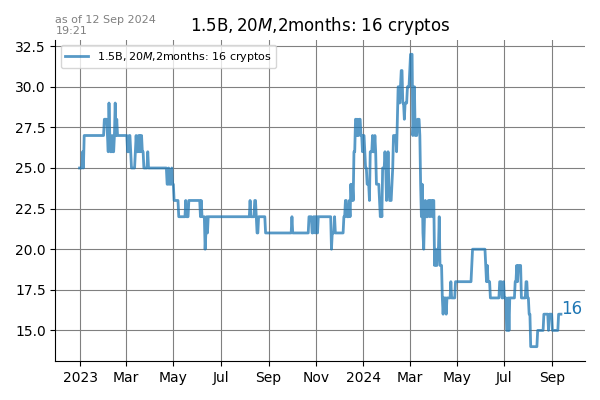 as of 12 Sep 2024
19:21
1.5B, 20M, 2months: 16 cryptos
1.5B, 20M, 2months: 16 cryptos
32.5
30.0
27.5
25.0
22.5
20.0
17.5
15.0
16
2023 Mar May Jul Sep Nov 2024 Mar May Jul Sep